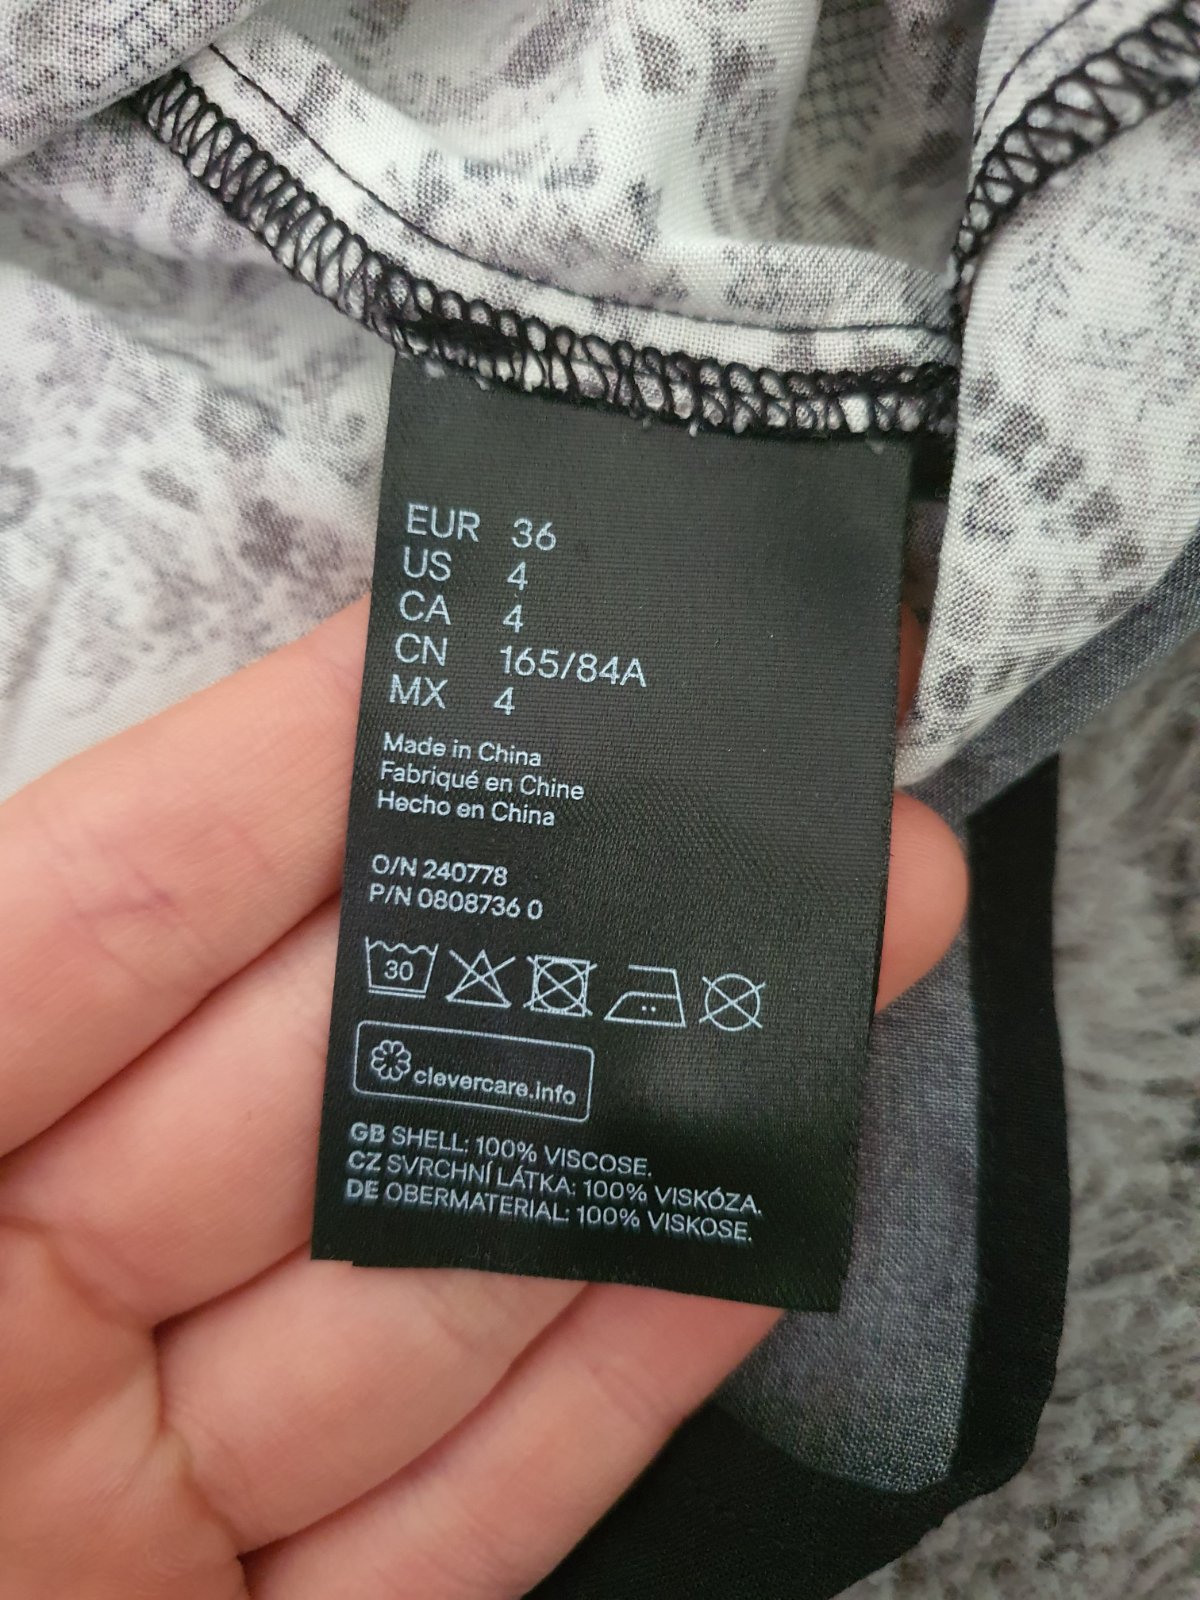 EUR 36
US 4
CA 4
CN 165/84A
MX 4
Made in China
Fabriqué en Chine
Hecho en China
O/N 240778
P/N 0808736 0
30
clevercare.info
GB SHELL: 100% VISCOSE.
CZ SVRCHNÍ LÁTKA: 100% VISKÓZA.
DE OBERMATERIAL: 100% VISKOSE.